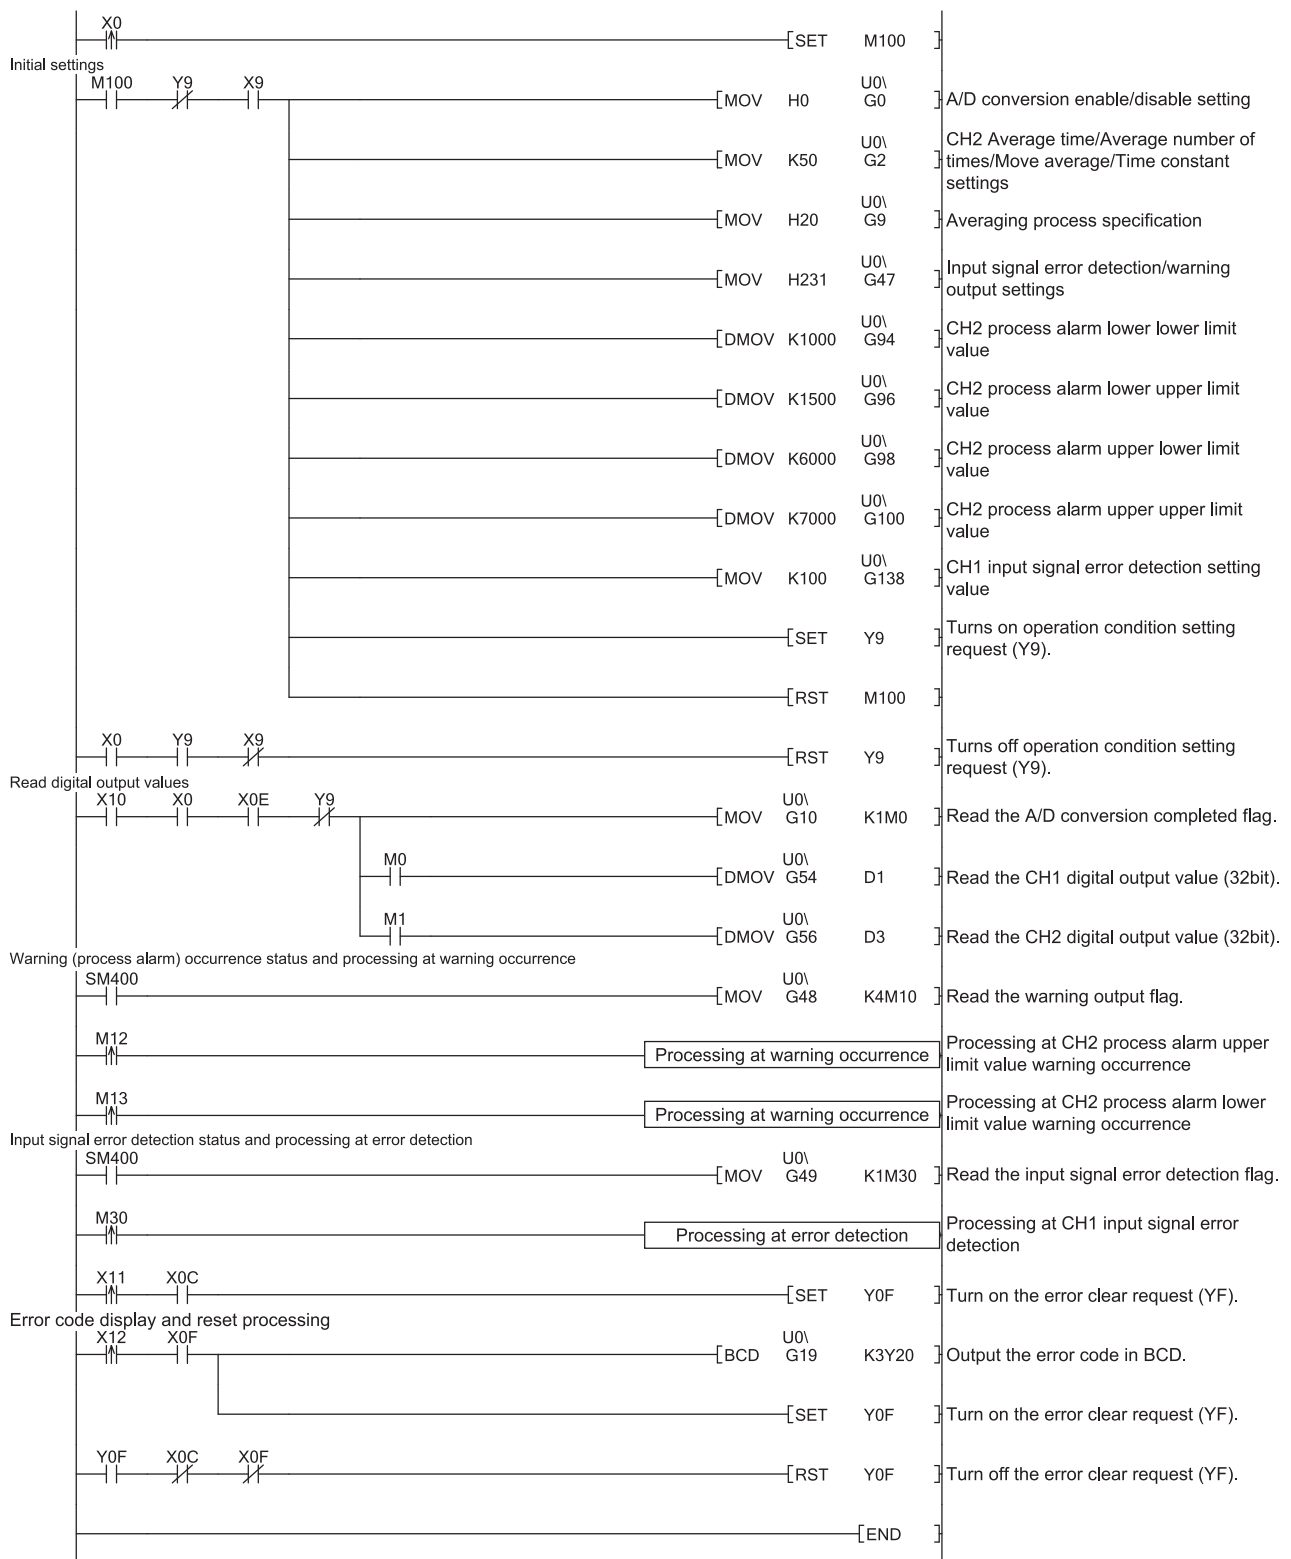 X0
[SET M100 ]
Initial settings
M100 Y9 X9
U0\
[MOV H0 G0 ] A/D conversion enable/disable setting
U0\
[MOV K50 G2 ] CH2 Average time/Average number of
times/Move average/Time constant
settings
U0\
[MOV H20 G9 ] Averaging process specification
U0\
[MOV H231 G47 ] Input signal error detection/warning
output settings
U0\
[DMOV K1000 G94 ] CH2 process alarm lower lower limit
value
U0\
[DMOV K1500 G96 ] CH2 process alarm lower upper limit
value
U0\
[DMOV K6000 G98 ] CH2 process alarm upper lower limit
value
U0\
[DMOV K7000 G100 ] CH2 process alarm upper upper limit
value
U0\
[MOV K100 G138 ] CH1 input signal error detection setting
value
[SET Y9 ] Turns on operation condition setting
request (Y9).
[RST M100 ]
X0 Y9 X9
[RST Y9 ] Turns off operation condition setting
request (Y9).
Read digital output values
X10 X0 X0E Y9
U0\
[MOV G10 K1M0 ] Read the A/D conversion completed flag.
M0
U0\
[DMOV G54 D1 ] Read the CH1 digital output value (32bit).
M1
U0\
[DMOV G56 D3 ] Read the CH2 digital output value (32bit).
Warning (process alarm) occurrence status and processing at warning occurrence
SM400
U0\
[MOV G48 K4M10 ] Read the warning output flag.
M12
Processing at warning occurrence Processing at CH2 process alarm upper
limit value warning occurrence
M13
Processing at warning occurrence Processing at CH2 process alarm lower
limit value warning occurrence
Input signal error detection status and processing at error detection
SM400
U0\
[MOV G49 K1M30 ] Read the input signal error detection flag.
M30
Processing at error detection Processing at CH1 input signal error
detection
X11 X0C
[SET Y0F ] Turn on the error clear request (YF).
Error code display and reset processing
X12 X0F
U0\
[BCD G19 K3Y20 ] Output the error code in BCD.
[SET Y0F ] Turn on the error clear request (YF).
Y0F X0C X0F
[RST Y0F ] Turn off the error clear request (YF).
[END ]